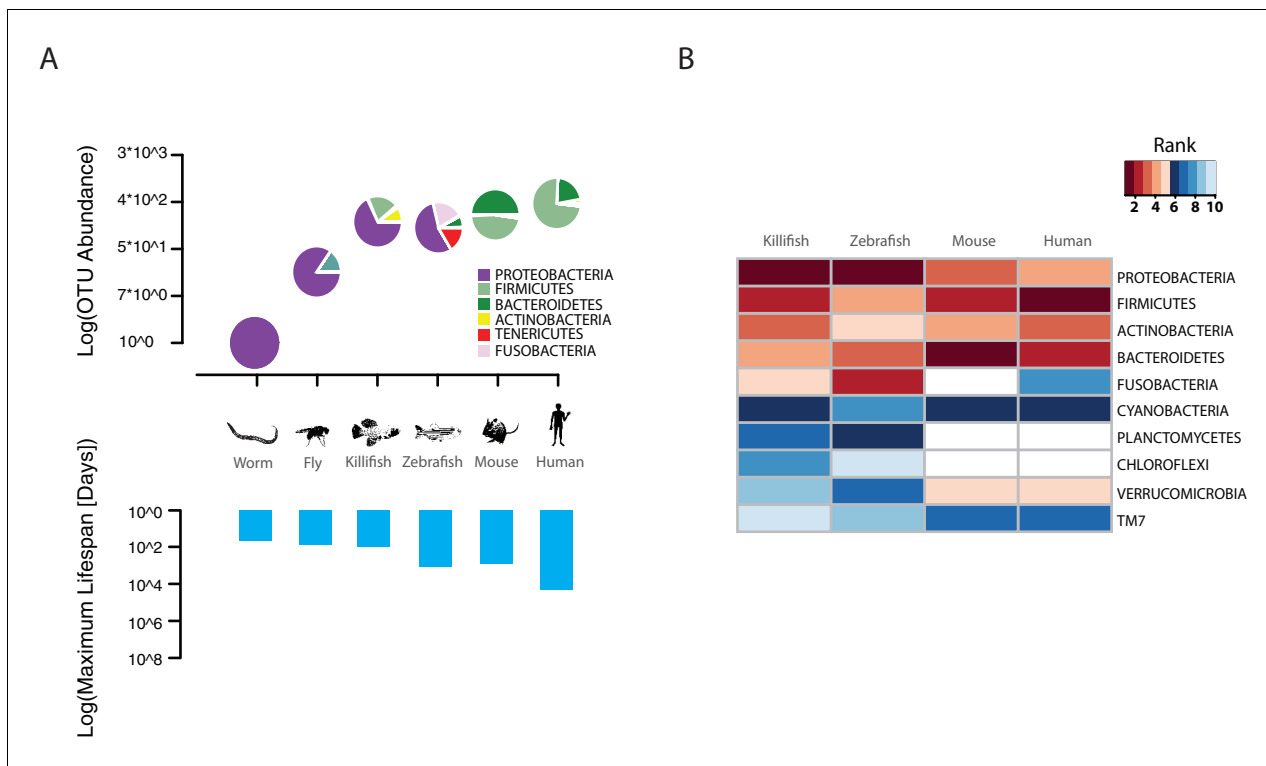 A
B
Log(OTU Abundance)
3*10^3
4*10^2
5*10^1
7*10^0
10^0
PROTEOBACTERIA
FIRMICUTES
BACTEROIDETES
ACTINOBACTERIA
TENERICUTES
FUSOBACTERIA
Worm Fly Killifish Zebrafish Mouse Human
Log(Maximum Lifespan [Days])
10^0
10^2
10^4
10^6
10^8
Rank
2 4 6 8 10
Killifish Zebrafish Mouse Human
PROTEOBACTERIA
FIRMICUTES
ACTINOBACTERIA
BACTEROIDETES
FUSOBACTERIA
CYANOBACTERIA
PLANCTOMYCETES
CHLOROFLEXI
VERRUCOMICROBIA
TM7